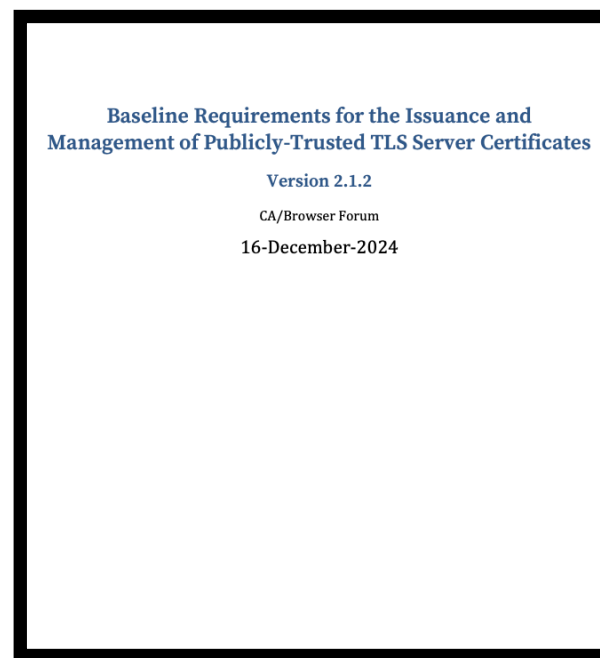 Baseline Requirements for the Issuance and
Management of Publicly-Trusted TLS Server Certificates
Version 2.1.2
CA/Browser Forum
16-December-2024